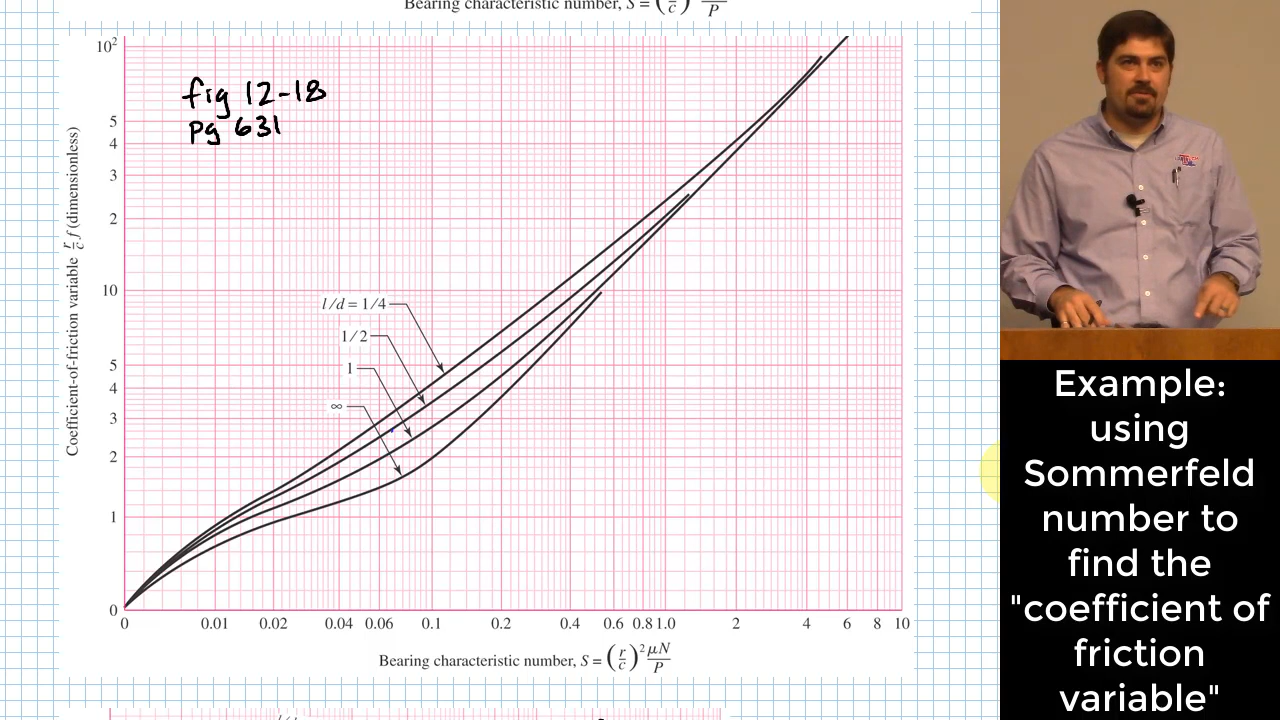 Bearing characteristic number, S = (r/c)² μN/P
10²
fig 12-18
pg 631
5
4
3
2
10
5
4
3
2
1
0
Coefficient-of-friction variable r/c f (dimensionless)
l/d = 1/4
1/2
1
∞
0 0.01 0.02 0.04 0.06 0.1 0.2 0.4 0.6 0.8 1.0 2 4 6 8 10
Bearing characteristic number, S = (r/c)² μN/P
Example:
using
Sommerfeld
number to
find the
"coefficient of
friction
variable"